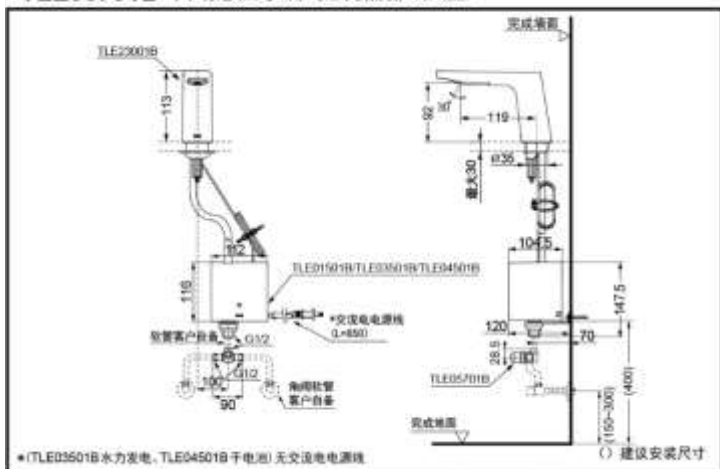 完成墙面
TLE23001B
113
92
10°
119
Ø35
最大30
112
104.5
TLE01501B/TLE03501B/TLE04501B
116
147.5
*交流电电源线
(L=850)
软管客户自备
G1/2
120
70
28.5
TLE05701B
G1/2
100
90
角阀软管
客户自备
(150~300)
(400)
完成地面
*(TLE03501B水力发电、TLE04501B干电池)无交流电电源线
()建议安装尺寸